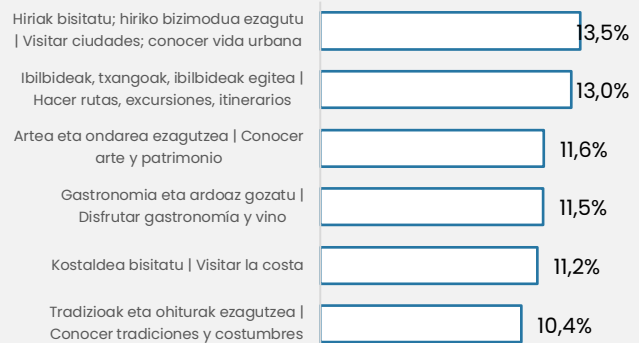 Hiriak bisitatu; hiriko bizimodua ezagutu
| Visitar ciudades; conocer vida urbana
13,5%
Ibilbideak, txangoak, ibilbideak egitea |
Hacer rutas, excursiones, itinerarios
13,0%
Artea eta ondarea ezagutzea | Conocer
arte y patrimonio
11,6%
Gastronomia eta ardoaz gozatu |
Disfrutar gastronomía y vino
11,5%
Kostaldea bisitatu | Visitar la costa
11,2%
Tradizioak eta ohiturak ezagutzea |
Conocer tradiciones y costumbres
10,4%